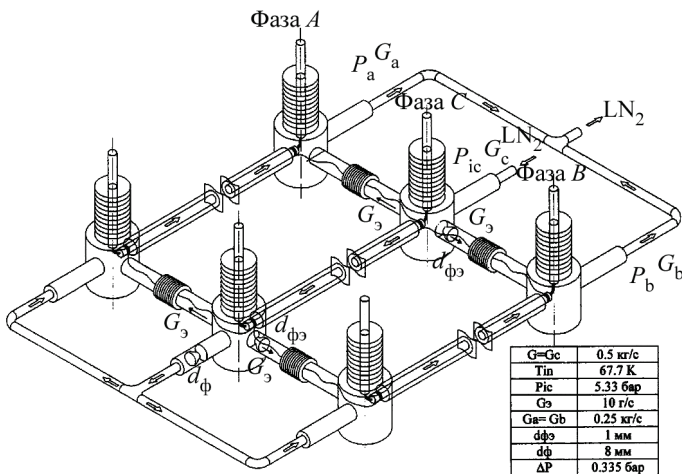 Фаза A
Pₐ Gₐ
Фаза C
LN₂
LN₂
G_c
P_ic
Фаза B
G_э
G_э
d_фэ
G_b
P_b
G_э
d_фэ
G_э
d_ф
G=Gc 0.5 кг/с
Tin 67.7 K
Pic 5.33 бар
Gэ 10 г/с
Ga= Gb 0.25 кг/с
dфэ 1 мм
dф 8 мм
ΔP 0.335 бар